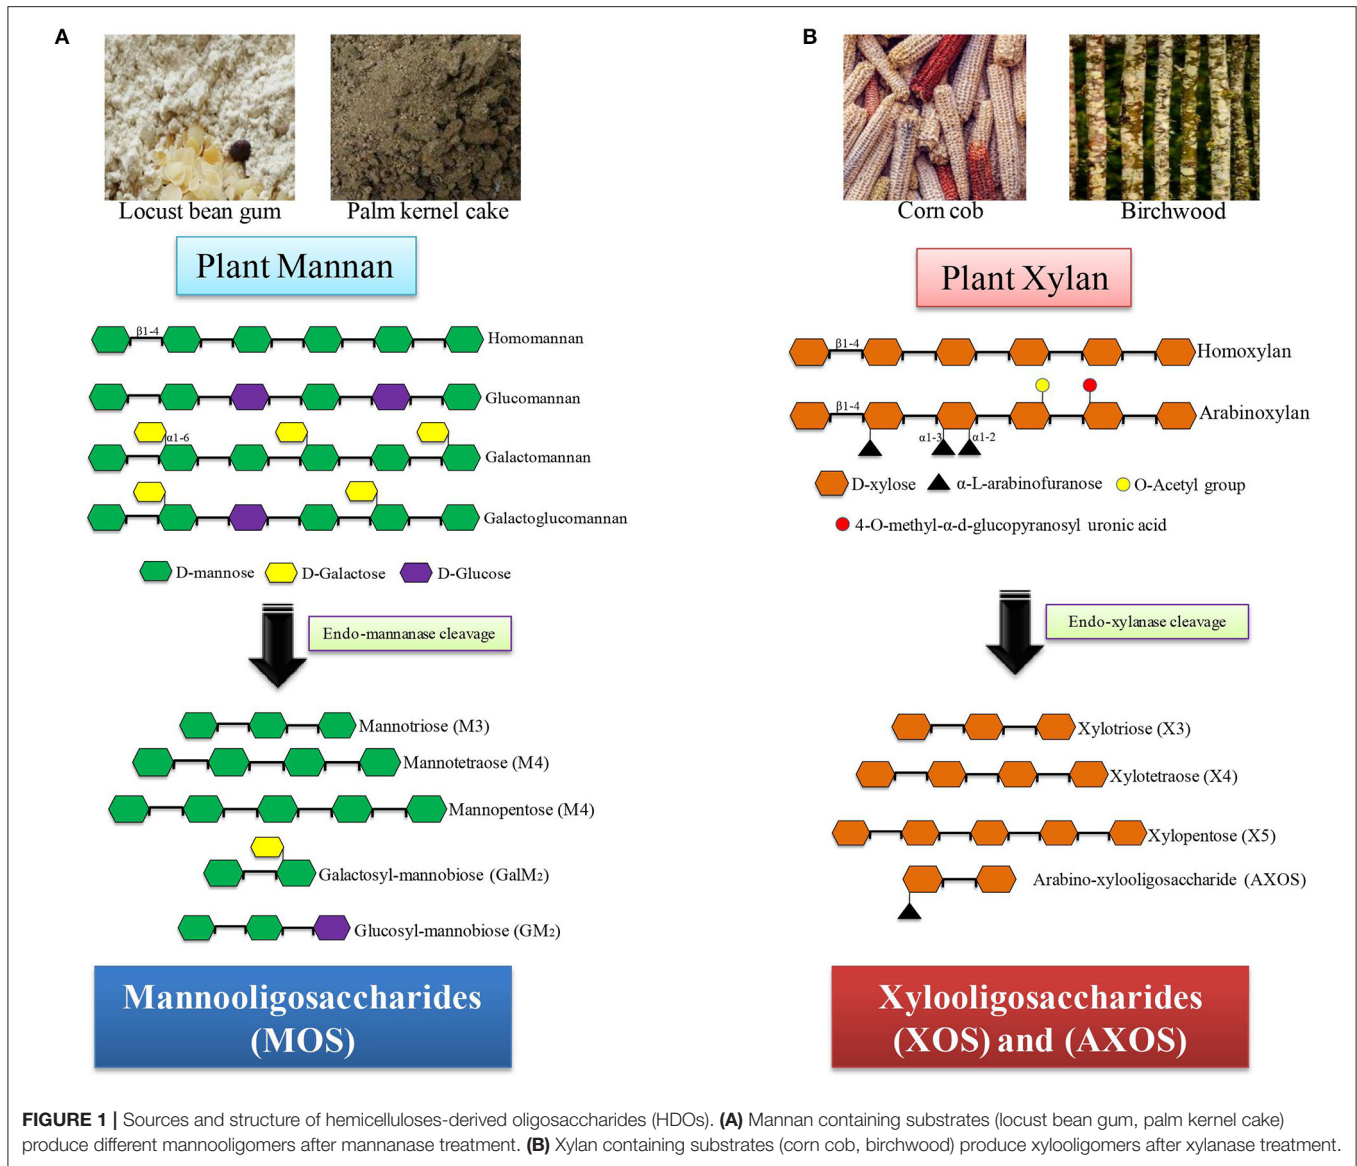 A
Locust bean gum
Palm kernel cake
Plant Mannan
β1-4
Homomannan
Glucomannan
α1-6
Galactomannan
Galactoglucomannan
D-mannose
D-Galactose
D-Glucose
Endo-mannanase cleavage
Mannotriose (M3)
Mannotetraose (M4)
Mannopentose (M4)
Galactosyl-mannobiose (GalM2)
Glucosyl-mannobiose (GM2)
Mannooligosaccharides
(MOS)
B
Corn cob
Birchwood
Plant Xylan
β1-4
Homoxylan
β1-4
Arabinoxylan
α1-3
α1-2
D-xylose
α-L-arabinofuranose
O-Acetyl group
4-O-methyl-α-d-glucopyranosyl uronic acid
Endo-xylanase cleavage
Xylotriose (X3)
Xylotetraose (X4)
Xylopentose (X5)
Arabino-xylooligosaccharide (AXOS)
Xylooligosaccharides
(XOS) and (AXOS)
FIGURE 1 | Sources and structure of hemicelluloses-derived oligosaccharides (HDOs). (A) Mannan containing substrates (locust bean gum, palm kernel cake)
produce different mannooligomers after mannanase treatment. (B) Xylan containing substrates (corn cob, birchwood) produce xylooligomers after xylanase treatment.